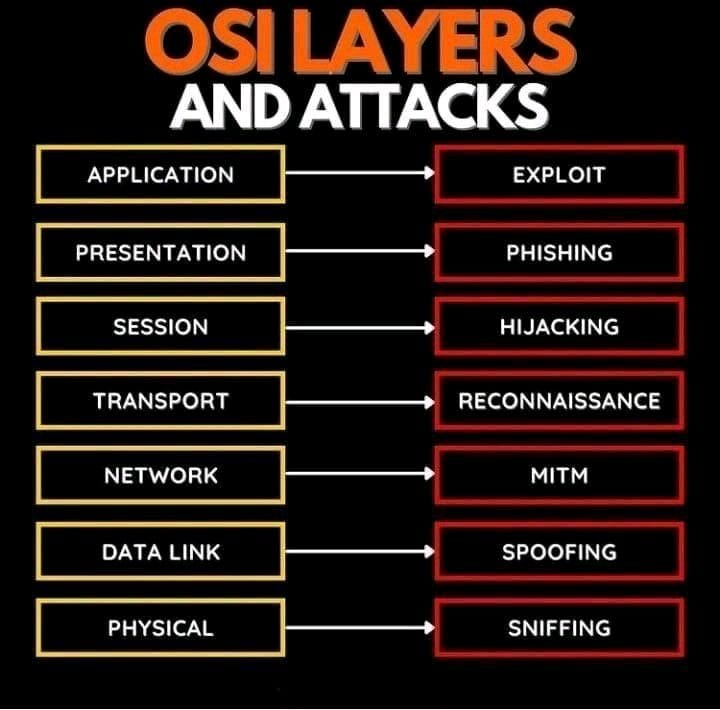 OSI LAYERS
AND ATTACKS
APPLICATION EXPLOIT
PRESENTATION PHISHING
SESSION HIJACKING
TRANSPORT RECONNAISSANCE
NETWORK MITM
DATA LINK SPOOFING
PHYSICAL SNIFFING